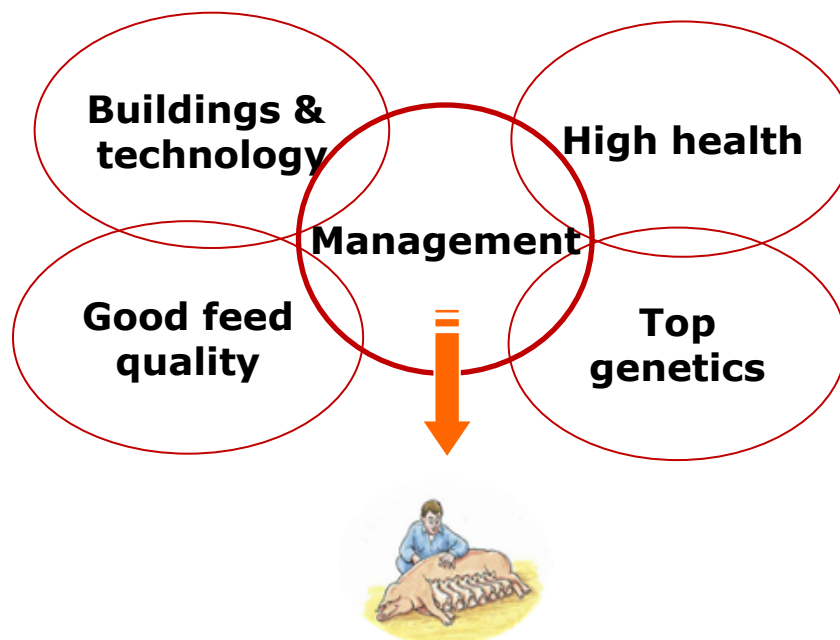 Buildings &
technology
High health
Management
Good feed
quality
Top
genetics